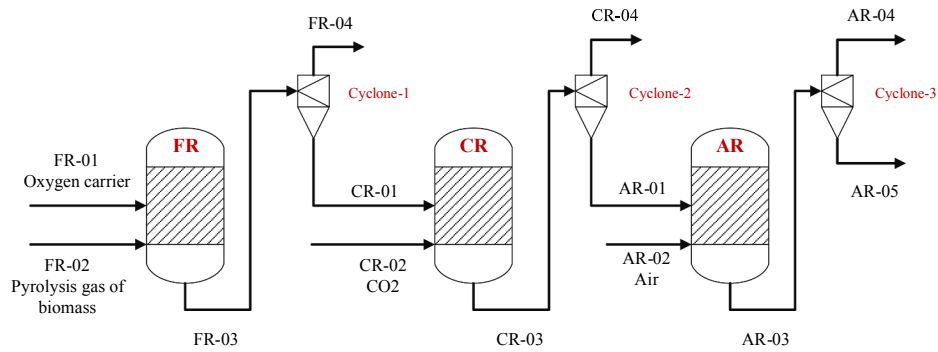 FR-04
CR-04
AR-04
Cyclone-1
Cyclone-2
Cyclone-3
FR
CR
AR
FR-01
Oxygen carrier
CR-01
AR-01
AR-05
FR-02
Pyrolysis gas of
biomass
CR-02
CO2
AR-02
Air
FR-03
CR-03
AR-03